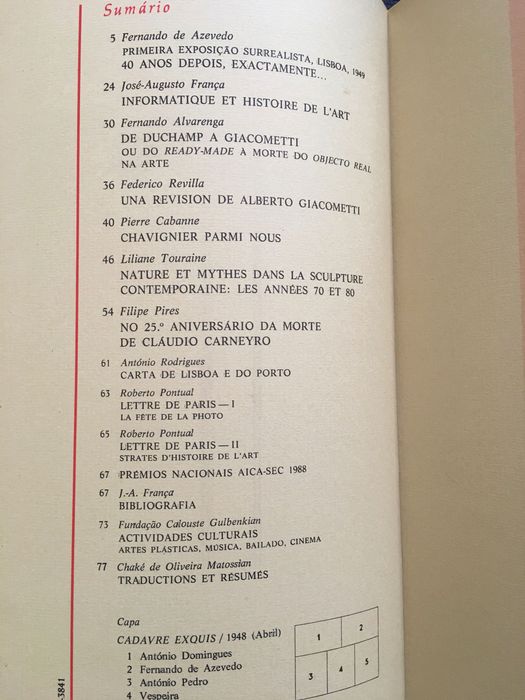 Sumário
5 Fernando de Azevedo
PRIMEIRA EXPOSIÇÃO SURREALISTA, LISBOA, 1949
40 ANOS DEPOIS, EXACTAMENTE...
24 José-Augusto França
INFORMATIQUE ET HISTOIRE DE L'ART
30 Fernando Alvarenga
DE DUCHAMP A GIACOMETTI
OU DO READY-MADE À MORTE DO OBJECTO REAL
NA ARTE
36 Federico Revilla
UNA REVISION DE ALBERTO GIACOMETTI
40 Pierre Cabanne
CHAVIGNIER PARMI NOUS
46 Liliane Touraine
NATURE ET MYTHES DANS LA SCULPTURE
CONTEMPORAINE: LES ANNÉES 70 ET 80
54 Filipe Pires
NO 25.º ANIVERSÁRIO DA MORTE
DE CLÁUDIO CARNEYRO
61 António Rodrigues
CARTA DE LISBOA E DO PORTO
63 Roberto Pontual
LETTRE DE PARIS — I
LA FÊTE DE LA PHOTO
65 Roberto Pontual
LETTRE DE PARIS — II
STRATES D'HISTOIRE DE L'ART
67 PRÉMIOS NACIONAIS AICA-SEC 1988
67 J.-A. França
BIBLIOGRAFIA
73 Fundação Calouste Gulbenkian
ACTIVIDADES CULTURAIS
ARTES PLÁSTICAS, MÚSICA, BAILADO, CINEMA
77 Chaké de Oliveira Matossian
TRADUCTIONS ET RÉSUMÉS
Capa
CADAVRE EXQUIS / 1948 (Abril)
1 António Domingues
2 Fernando de Azevedo
3 António Pedro
4 Vespeira
1 2
3 4 5
3841